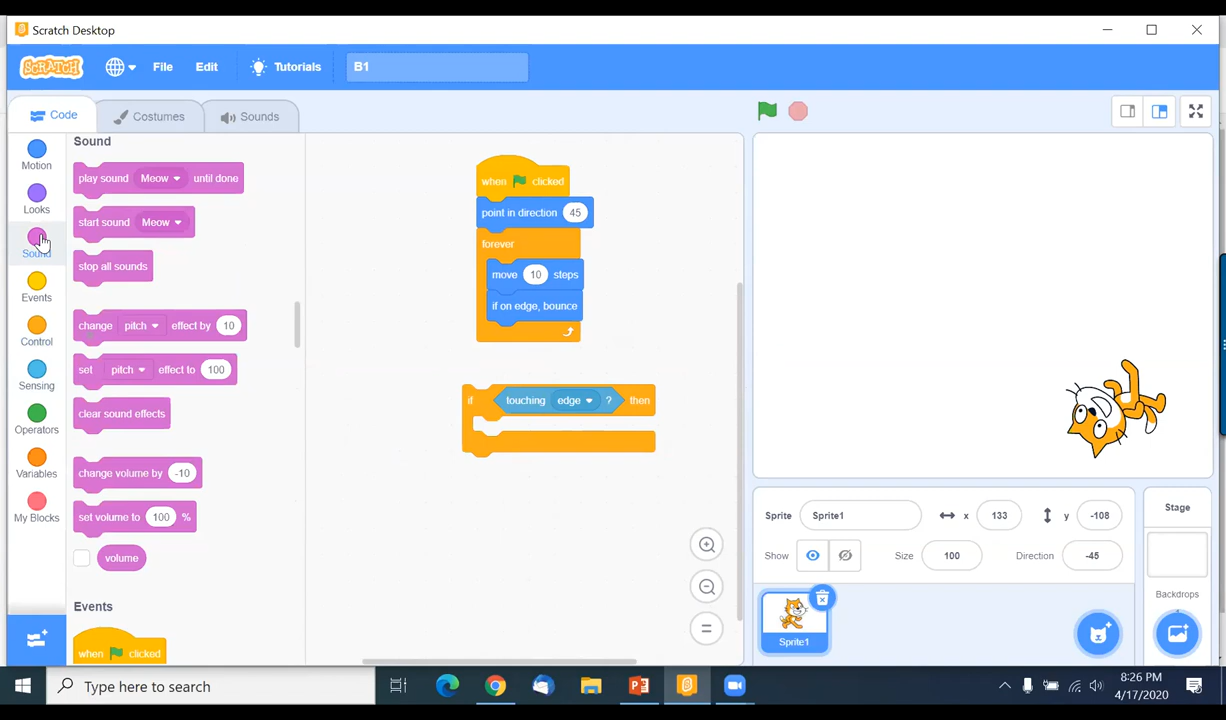 Scratch Desktop
SCRATCH
File
Edit
Tutorials
B1
Code
Costumes
Sounds
Motion
Looks
Sound
Events
Control
Sensing
Operators
Variables
My Blocks
Sound
play sound Meow until done
start sound Meow
stop all sounds
change pitch effect by 10
set pitch effect to 100
clear sound effects
change volume by -10
set volume to 100 %
volume
Events
when clicked
when clicked
point in direction 45
forever
move 10 steps
if on edge, bounce
if touching edge ? then
Sprite Sprite1 x 133 y -108
Show Size 100 Direction -45
Sprite1
Stage
Backdrops
Type here to search
8:26 PM
4/17/2020